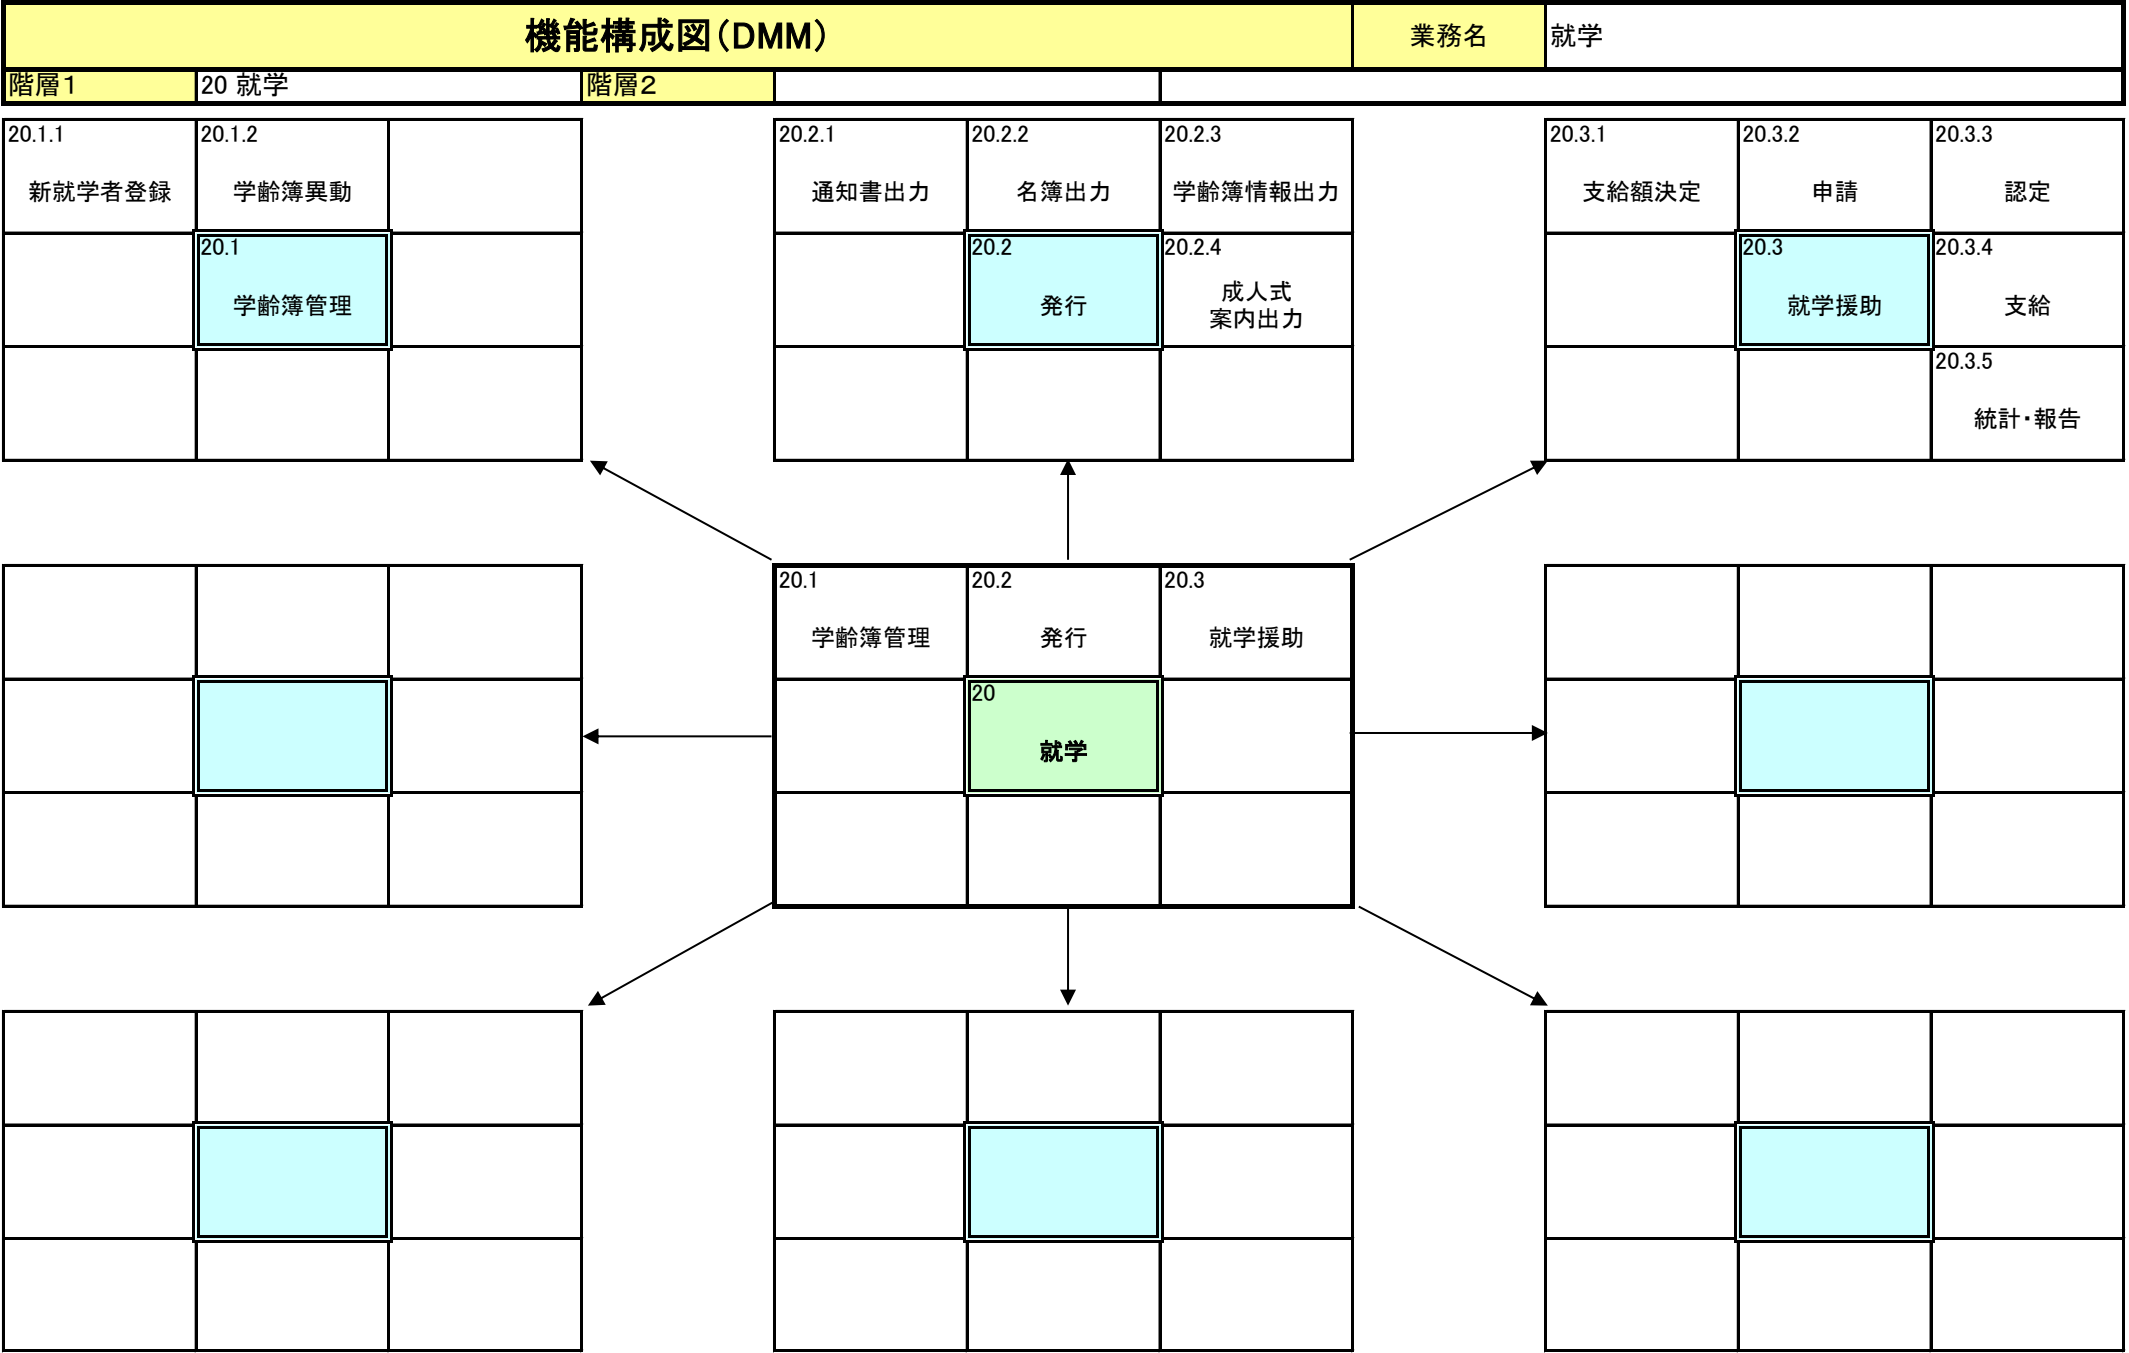 機能構成図（DMM）
業務名
就学
階層１
20 就学
階層２
20.1.1
新就学者登録
20.1.2
学齢簿異動
20.1
学齢簿管理
20.2.1
通知書出力
20.2.2
名簿出力
20.2.3
学齢簿情報出力
20.2
発行
20.2.4
成人式
案内出力
20.3.1
支給額決定
20.3.2
申請
20.3.3
認定
20.3
就学援助
20.3.4
支給
20.3.5
統計・報告
20.1
学齢簿管理
20.2
発行
20.3
就学援助
20
就学